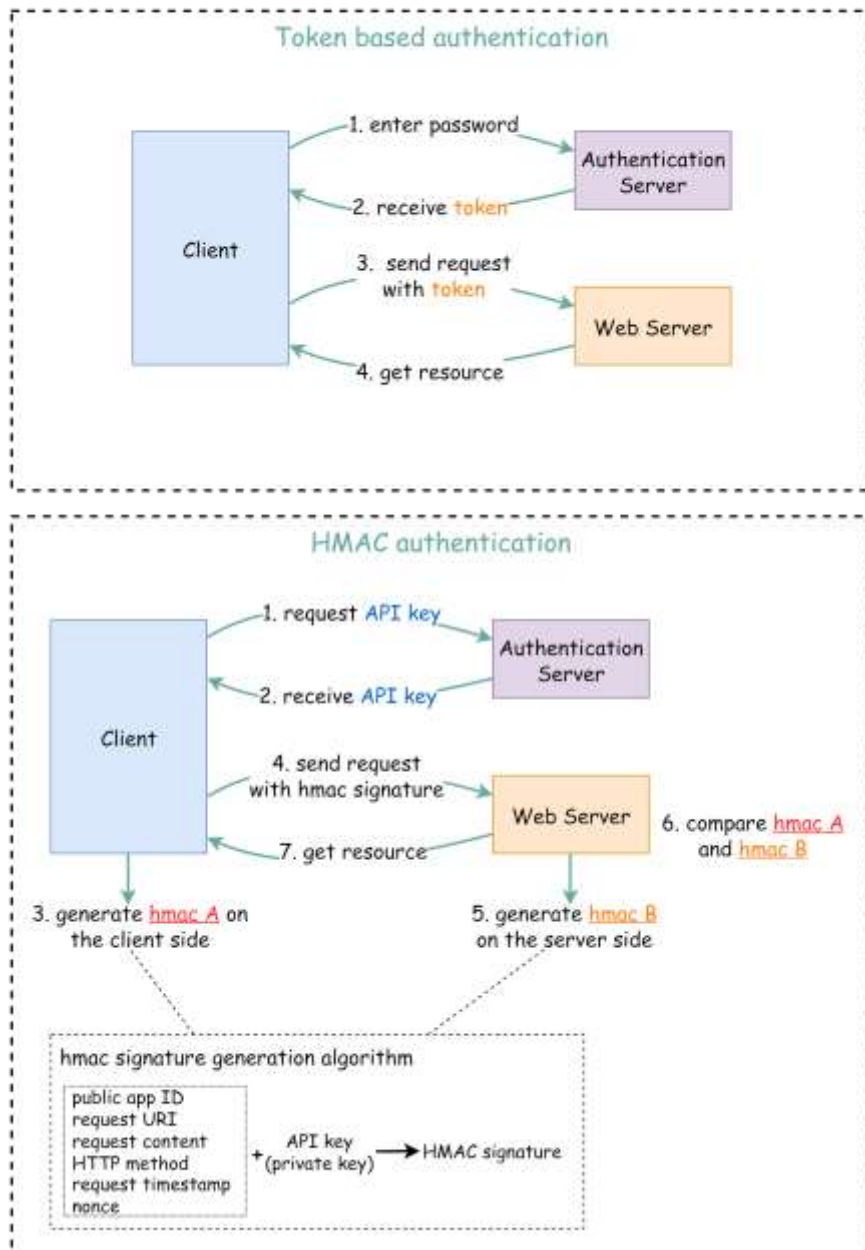 Token based authentication
1. enter password
Authentication
Server
2. receive token
Client
3. send request
with token
Web Server
4. get resource
HMAC authentication
1. request API key
Authentication
Server
2. receive API key
Client
4. send request
with hmac signature
Web Server
6. compare hmac A
and hmac B
7. get resource
3. generate hmac A on
the client side
5. generate hmac B
on the server side
hmac signature generation algorithm
public app ID
request URI
request content
HTTP method
request timestamp
nonce
+
API key
(private key)
HMAC signature